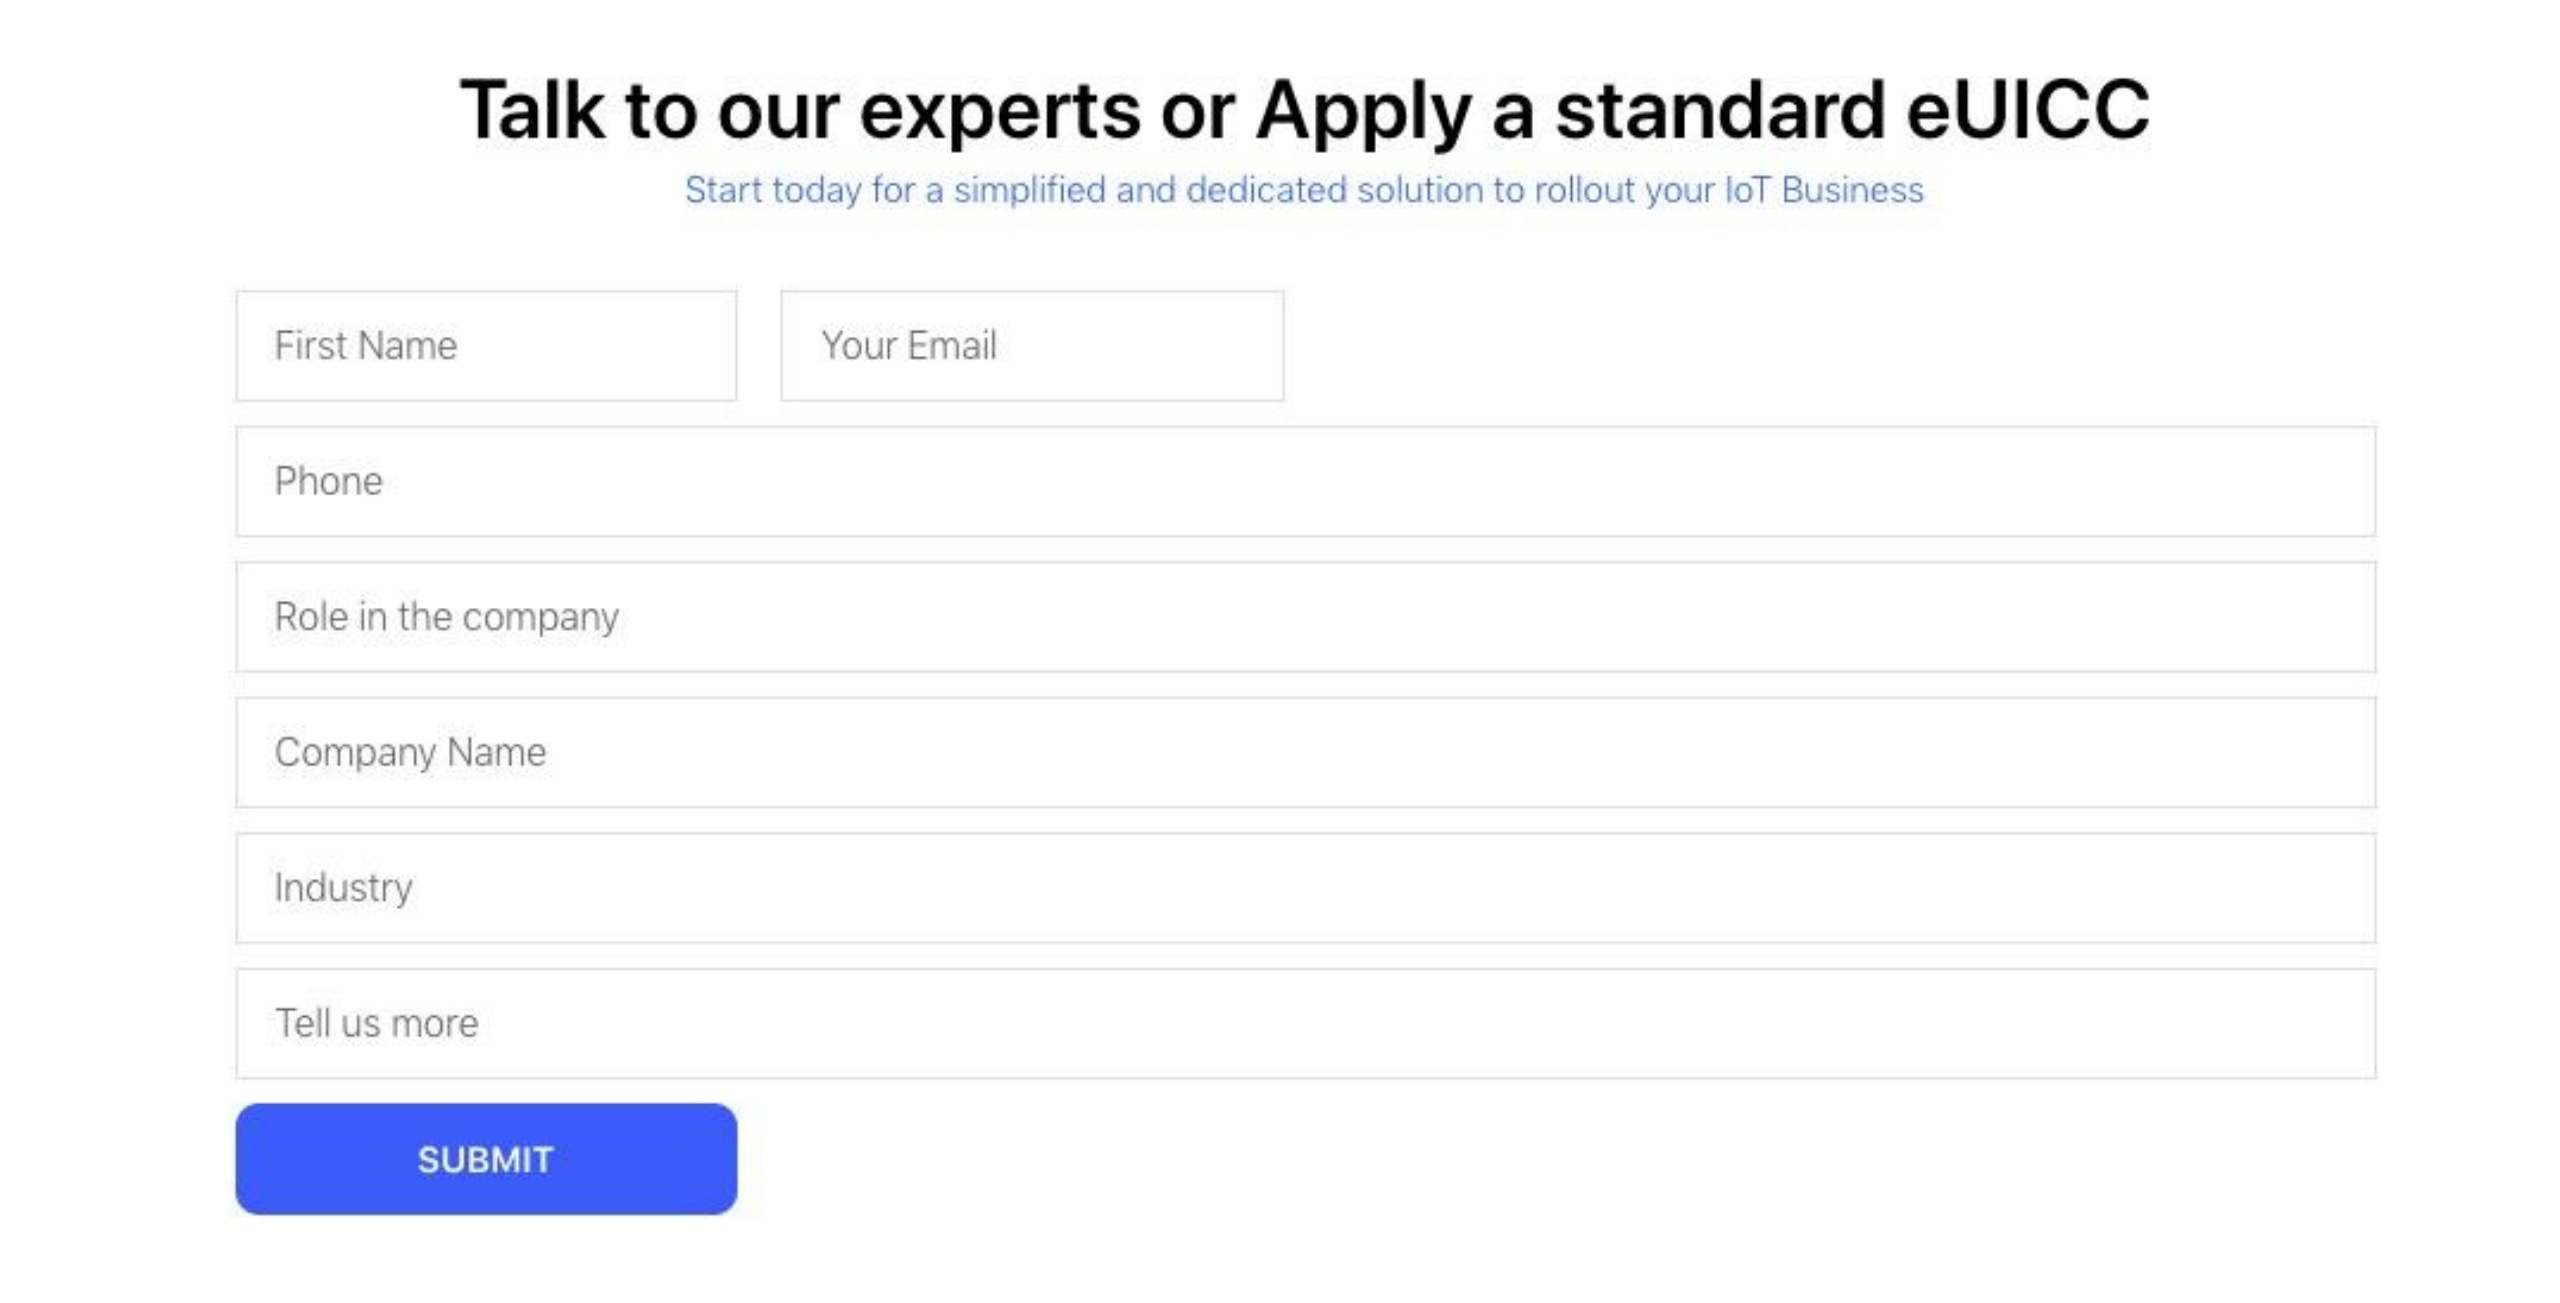 Talk to our experts or Apply a standard eUICC
Start today for a simplified and dedicated solution to rollout your IoT Business
First Name
Your Email
Phone
Role in the company
Company Name
Industry
Tell us more
SUBMIT